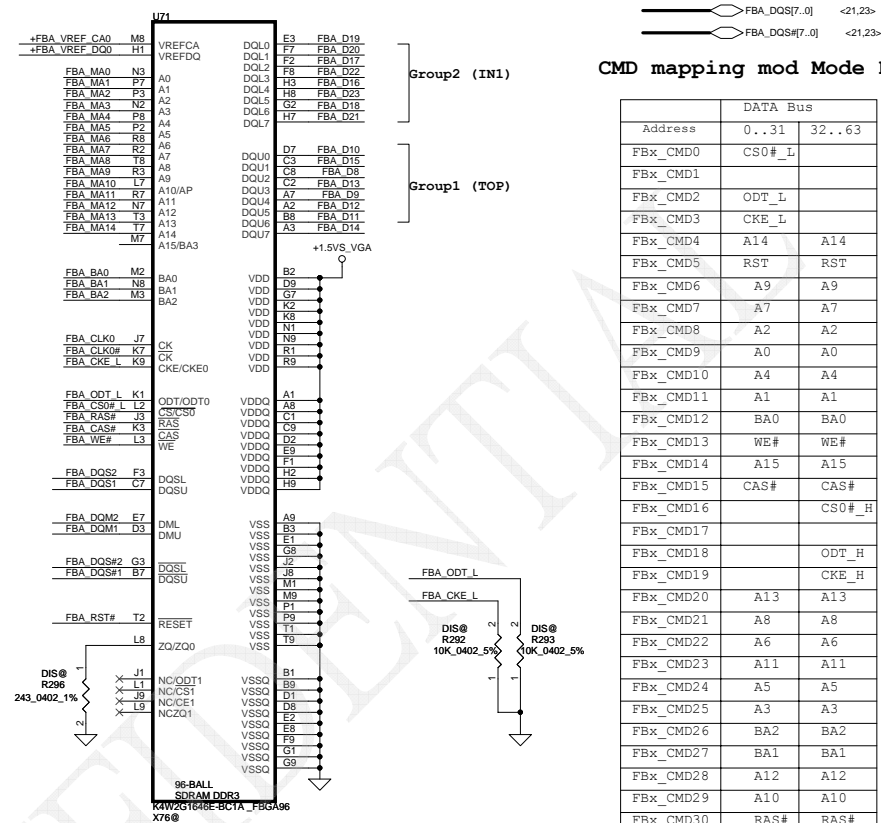 FBA_DQS[7..0] <21,23>
FBA_DQS#[7..0] <21,23>
CMD mapping mod Mode
U71
+FBA_VREF_CA0 M8 VREFCA
+FBA_VREF_DQ0 H1 VREFDQ
FBA_MA0 N3 A0
FBA_MA1 P7 A1
FBA_MA2 P3 A2
FBA_MA3 N2 A3
FBA_MA4 P8 A4
FBA_MA5 P2 A5
FBA_MA6 R8 A6
FBA_MA7 R2 A7
FBA_MA8 T8 A8
FBA_MA9 R3 A9
FBA_MA10 L7 A10/AP
FBA_MA11 R7 A11
FBA_MA12 N7 A12
FBA_MA13 T3 A13
FBA_MA14 T7 A14
M7 A15/BA3
FBA_BA0 M2 BA0
FBA_BA1 N8 BA1
FBA_BA2 M3 BA2
FBA_CLK0 J7 CK
FBA_CLK0# K7 CK
FBA_CKE_L K9 CKE/CKE0
FBA_ODT_L K1 ODT/ODT0
FBA_CS0#_L L2 CS/CS0
FBA_RAS# J3 RAS
FBA_CAS# K3 CAS
FBA_WE# L3 WE
FBA_DQS2 F3 DQSL
FBA_DQS1 C7 DQSU
FBA_DQM2 E7 DML
FBA_DQM1 D3 DMU
FBA_DQS#2 G3 DQSL
FBA_DQS#1 B7 DQSU
FBA_RST# T2 RESET
L8 ZQ/ZQ0
DIS@
R296
243_0402_1%
1
2
J1 NC/ODT1
L1 NC/CS1
J9 NC/CE1
L9 NCZQ1
DQL0 E3 FBA_D19
DQL1 F7 FBA_D20
DQL2 F2 FBA_D17
DQL3 F8 FBA_D22
DQL4 H3 FBA_D16
DQL5 H8 FBA_D23
DQL6 G2 FBA_D18
DQL7 H7 FBA_D21
Group2 (IN1)
DQU0 D7 FBA_D10
DQU1 C3 FBA_D15
DQU2 C8 FBA_D8
DQU3 C2 FBA_D13
DQU4 A7 FBA_D9
DQU5 A2 FBA_D12
DQU6 B8 FBA_D11
DQU7 A3 FBA_D14
Group1 (TOP)
+1.5VS_VGA
VDD B2
VDD D9
VDD G7
VDD K2
VDD K8
VDD N1
VDD N9
VDD R1
VDD R9
VDDQ A1
VDDQ A8
VDDQ C1
VDDQ C9
VDDQ D2
VDDQ E9
VDDQ F1
VDDQ H2
VDDQ H9
VSS A9
VSS B3
VSS E1
VSS G8
VSS J2
VSS J8
VSS M1
VSS M9
VSS P1
VSS P9
VSS T1
VSS T9
VSSQ B1
VSSQ B9
VSSQ D1
VSSQ D8
VSSQ E2
VSSQ E8
VSSQ F9
VSSQ G1
VSSQ G9
96-BALL
SDRAM DDR3
K4W2G1646E-BC1A_FBGA96
X76@
FBA_ODT_L
FBA_CKE_L
DIS@
R292
10K_0402_5%
2
1
DIS@
R293
10K_0402_5%
2
1
DATA Bus
Address 0..31 32..63
FBx_CMD0 CS0#_L
FBx_CMD1
FBx_CMD2 ODT_L
FBx_CMD3 CKE_L
FBx_CMD4 A14 A14
FBx_CMD5 RST RST
FBx_CMD6 A9 A9
FBx_CMD7 A7 A7
FBx_CMD8 A2 A2
FBx_CMD9 A0 A0
FBx_CMD10 A4 A4
FBx_CMD11 A1 A1
FBx_CMD12 BA0 BA0
FBx_CMD13 WE# WE#
FBx_CMD14 A15 A15
FBx_CMD15 CAS# CAS#
FBx_CMD16 CS0#_H
FBx_CMD17
FBx_CMD18 ODT_H
FBx_CMD19 CKE_H
FBx_CMD20 A13 A13
FBx_CMD21 A8 A8
FBx_CMD22 A6 A6
FBx_CMD23 A11 A11
FBx_CMD24 A5 A5
FBx_CMD25 A3 A3
FBx_CMD26 BA2 BA2
FBx_CMD27 BA1 BA1
FBx_CMD28 A12 A12
FBx_CMD29 A10 A10
FBx_CMD30 RAS# RAS#